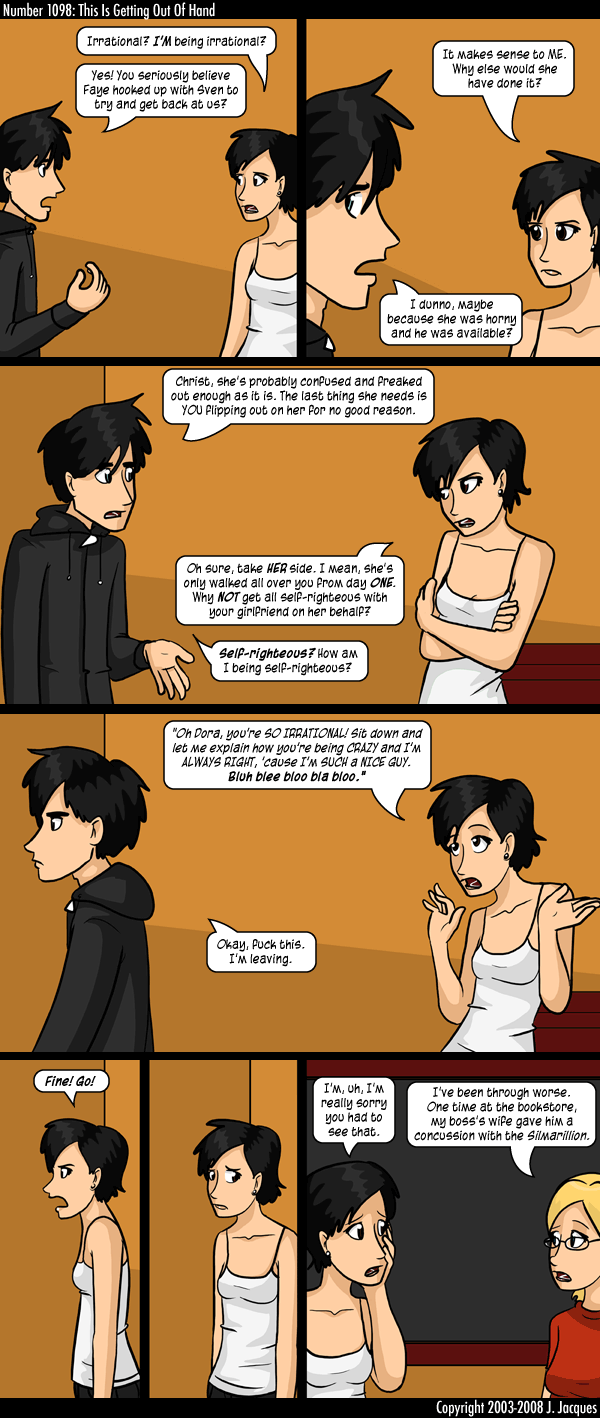 Number 1098: This Is Getting Out Of Hand
Irrational? I'M being irrational?
Yes! You seriously believe
Faye hooked up with Sven to
try and get back at us?
It makes sense to ME.
Why else would she
have done it?
I dunno, maybe
because she was horny
and he was available?
Christ, she's probably confused and freaked
out enough as it is. The last thing she needs is
YOU flipping out on her for no good reason.
Oh sure, take HER side. I mean, she's
only walked all over you from day ONE.
Why NOT get all self-righteous with
your girlfriend on her behalf?
Self-righteous? How am
I being self-righteous?
"Oh Dora, you're SO IRRATIONAL! Sit down and
let me explain how you're being CRAZY and I'M
ALWAYS RIGHT, 'cause I'M SUCH A NICE GUY.
Bluh blee bloo bla bloo."
Okay, fuck this.
I'm leaving.
Fine! Go!
I'm, uh, I'm
really sorry
you had to
see that.
I've been through worse.
One time at the bookstore,
my boss's wife gave him a
concussion with the Silmarillion.
Copyright 2003-2008 J. Jacques